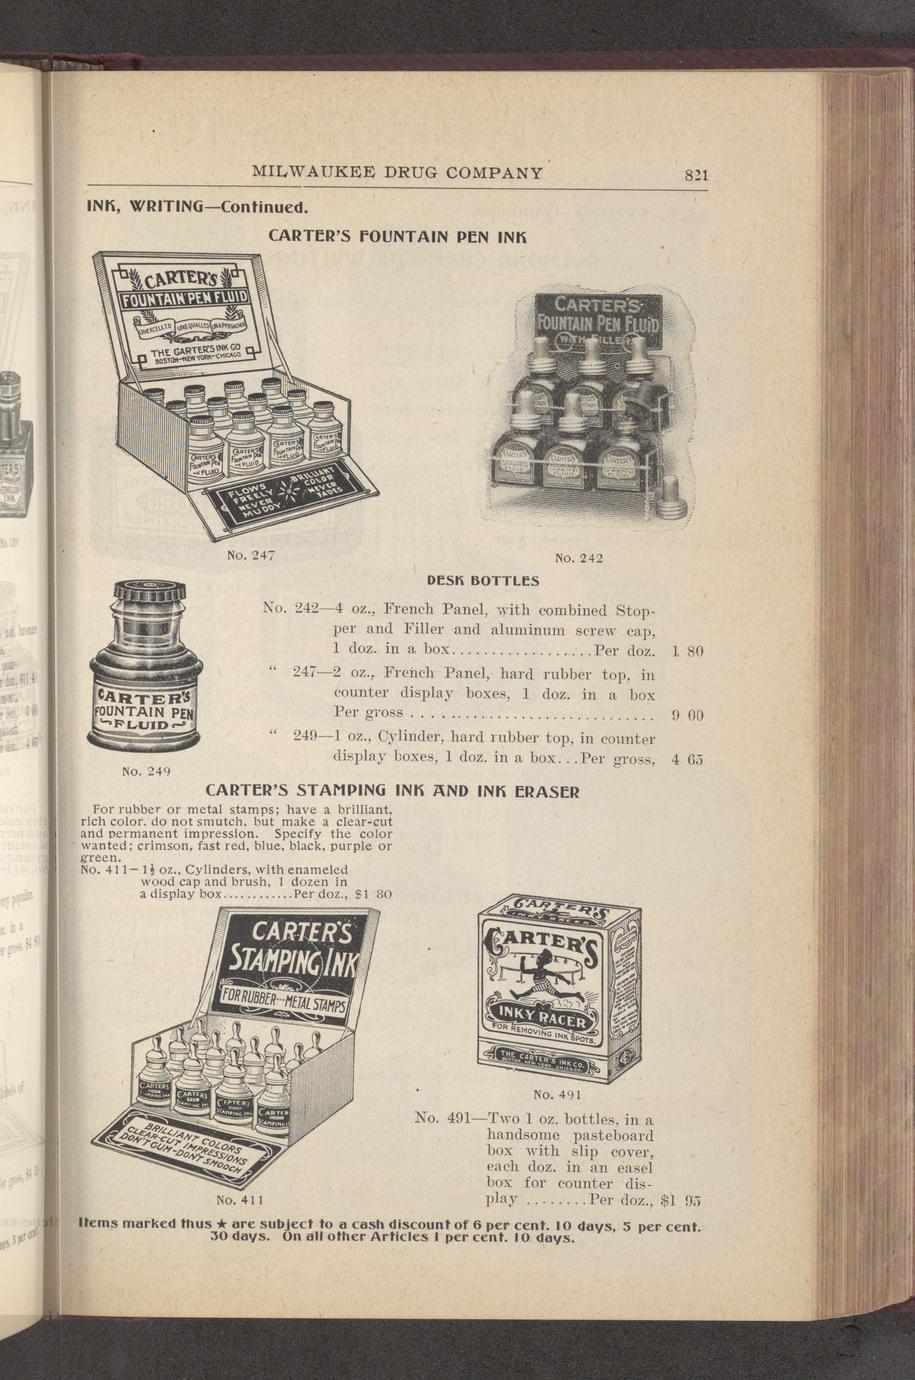 MILWAUKEE DRUG COMPANY 821
INK, WRITING—Continued.
CARTER'S FOUNTAIN PEN INK
CARTER'S
FOUNTAIN PEN FLUID
UNEXCELLED UNEQUALLED UNAPPROACHED
THE CARTER'S INK CO
BOSTON-NEW YORK-CHICAGO
FLOWS
FREELY
NEVER
MUDDY
BRILLIANT
COLOR
NEVER
FADES
No. 247
CARTER'S
FOUNTAIN PEN FLUID
WITH FILLER
No. 242
DESK BOTTLES
No. 242—4 oz., French Panel, with combined Stop-
per and Filler and aluminum screw cap,
1 doz. in a box.................Per doz. 1 80
“ 247—2 oz., French Panel, hard rubber top, in
counter display boxes, 1 doz. in a box
Per gross ............................ 9 00
“ 249—1 oz., Cylinder, hard rubber top, in counter
display boxes, 1 doz. in a box...Per gross, 4 65
CARTER'S
FOUNTAIN PEN
FLUID
No. 249
CARTER'S STAMPING INK AND INK ERASER
For rubber or metal stamps; have a brilliant,
rich color, do not smutch, but make a clear-cut
and permanent impression. Specify the color
wanted; crimson, fast red, blue, black, purple or
green.
No. 411—1½ oz., Cylinders, with enameled
wood cap and brush, 1 dozen in
a display box............Per doz., $1 80
CARTER'S
STAMPING INK
FOR RUBBER METAL STAMPS
BRILLIANT COLORS
CLEAR-CUT IMPRESSIONS
DON'T GUM-DON'T SMOOCH
No. 411
CARTER'S
CARTER'S
INKY RACER
FOR REMOVING INK SPOTS.
THE CARTER'S INK CO.
BOSTON NEW YORK CHICAGO
No. 491
No. 491—Two 1 oz. bottles, in a
handsome pasteboard
box with slip cover,
each doz. in an easel
box for counter dis-
play ........Per doz., $1 95
Items marked thus ★ are subject to a cash discount of 6 per cent. 10 days, 5 per cent.
30 days. On all other Articles 1 per cent. 10 days.